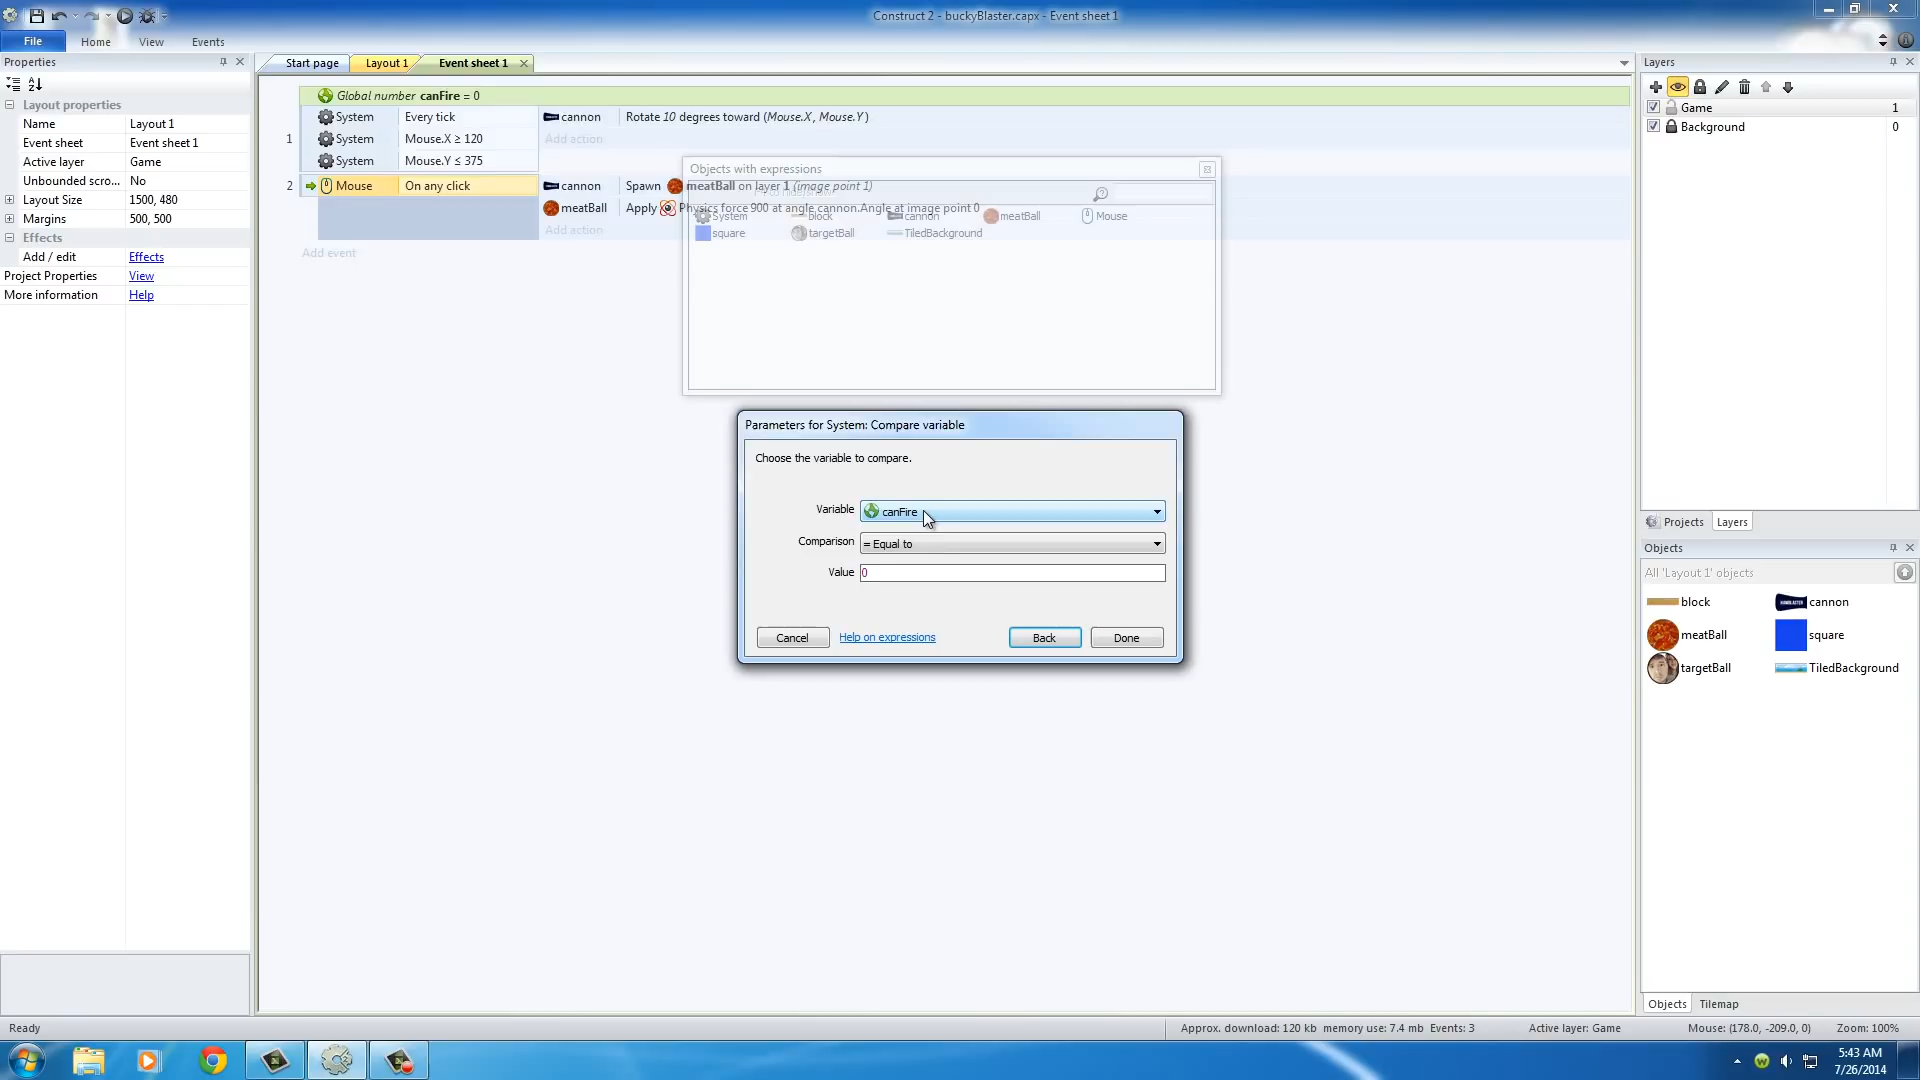 Construct 2 - buckyBlaster.capx - Event sheet 1
File Home View Events
Properties
Layout properties
Name Layout 1
Event sheet Event sheet 1
Active layer Game
Unbounded scro... No
Layout Size 1500, 480
Margins 500, 500
Effects
Add / edit Effects
Project Properties View
More information Help
Start page Layout 1 Event sheet 1
Global number canFire = 0
System Every tick cannon Rotate 10 degrees toward (Mouse.X, Mouse.Y)
1 System Mouse.X ≥ 120 Add action
System Mouse.Y ≤ 375
2 Mouse On any click cannon Spawn meatBall on layer 1 (image point 1)
meatBall Apply Physics force 900 at angle cannon.Angle at image point 0
Add action
Add event
Objects with expressions
System block cannon meatBall Mouse
square targetBall TiledBackground
Parameters for System: Compare variable
Choose the variable to compare.
Variable canFire
Comparison = Equal to
Value 0
Cancel Help on expressions Back Done
Layers
Game 1
Background 0
Projects Layers
Objects
All 'Layout 1' objects
block cannon
meatBall square
targetBall TiledBackground
Objects Tilemap
Ready Approx. download: 120 kb memory use: 7.4 mb Events: 3 Active layer: Game Mouse: (178.0, -209.0, 0) Zoom: 100%
5:43 AM
7/26/2014